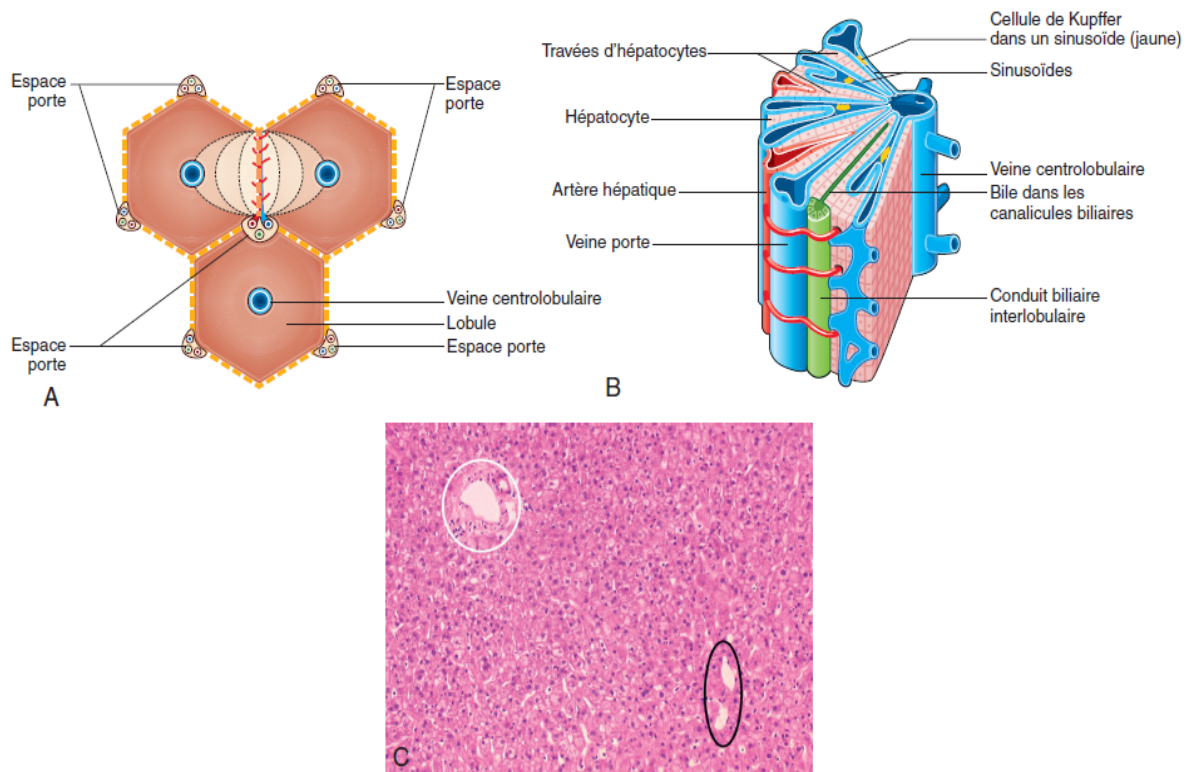 Espace
porte
Espace
porte
Veine centrolobulaire
Lobule
Espace porte
Espace
porte
A
Travées d'hépatocytes
Hépatocyte
Artère hépatique
Veine porte
Cellule de Kupffer
dans un sinusoïde (jaune)
Sinusoïdes
Veine centrolobulaire
Bile dans les
canalicules biliaires
Conduit biliaire
interlobulaire
B
C